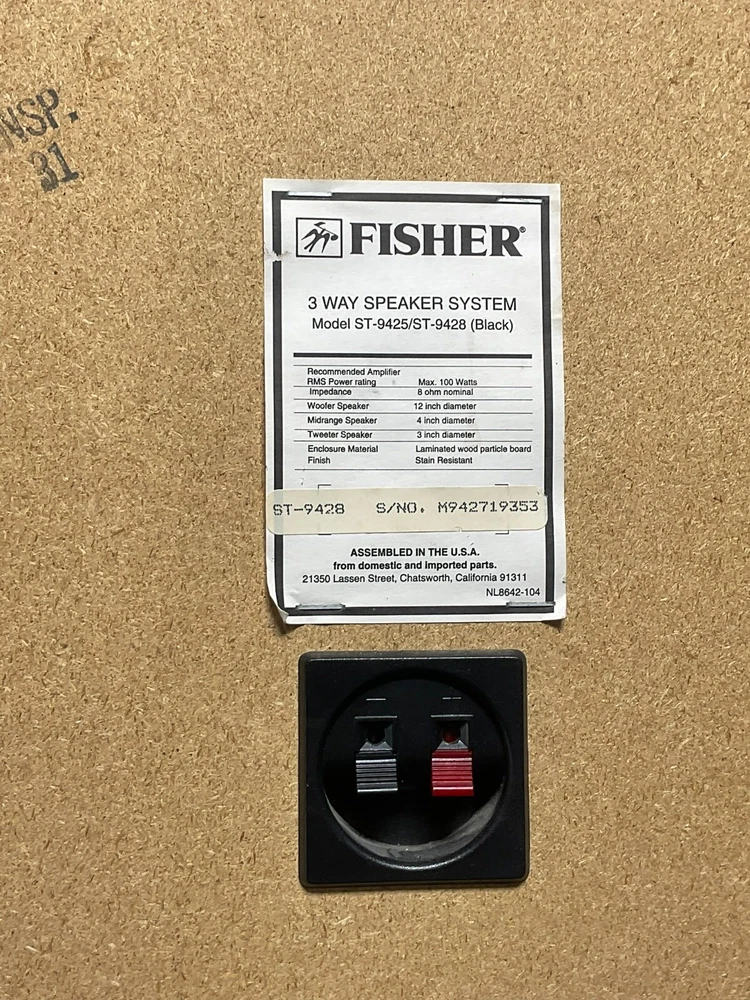 NSP.
31
FISHER®
3 WAY SPEAKER SYSTEM
Model ST-9425/ST-9428 (Black)
Recommended Amplifier
RMS Power rating Max. 100 Watts
Impedance 8 ohm nominal
Woofer Speaker 12 inch diameter
Midrange Speaker 4 inch diameter
Tweeter Speaker 3 inch diameter
Enclosure Material Laminated wood particle board
Finish Stain Resistant
ST-9428 S/NO. M942719353
ASSEMBLED IN THE U.S.A.
from domestic and imported parts.
21350 Lassen Street, Chatsworth, California 91311
NL8642-104